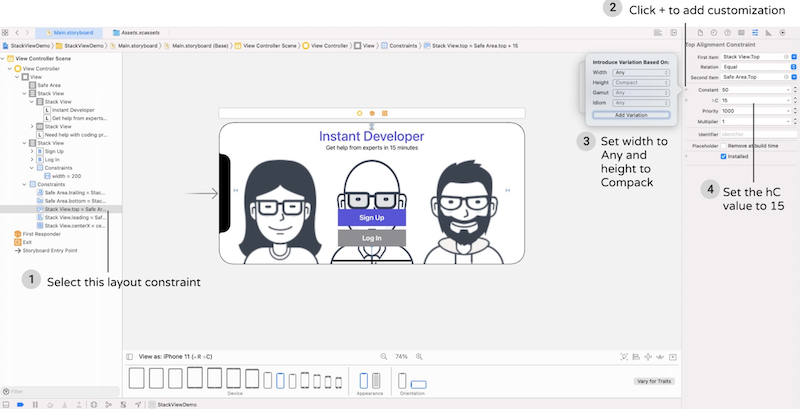 2 Click + to add customization
Main.storyboard
Assets.xcassets
StackViewDemo
StackViewDemo
Main.storyboard
Main.storyboard (Base)
View Controller Scene
View Controller
View
Constraints
Stack View.top = Safe Area.top + 15
View Controller Scene
View Controller
View
Safe Area
Stack View
Stack View
L Instant Developer
L Get help from experts...
Stack View
L Need help with coding pr...
Stack View
B Sign Up
B Log In
Constraints
width = 200
Constraints
Safe Area.trailing = Stac...
Safe Area.bottom = Stac...
Stack View.top = Safe Ar...
Stack View.leading = Saf...
Stack View.centerX = ce...
First Responder
Exit
Storyboard Entry Point
1 Select this layout constraint
Filter
Instant Developer
Get help from experts in 15 minutes
Sign Up
Log In
Introduce Variation Based On:
Width Any
Height Compact
Gamut Any
Idiom Any
Add Variation
3 Set width to
Any and
height to
Compack
Top Alignment Constraint
First Item Stack View.Top
Relation Equal
Second Item Safe Area.Top
Constant 50
hC 15
Priority 1000
Multiplier 1
Identifier Identifier
Placeholder Remove at build time
Installed
4 Set the hC
value to 15
View as: iPhone 11 (wR hC)
74%
Device
Appearance
Orientation
Vary for Traits
StackViewDemo